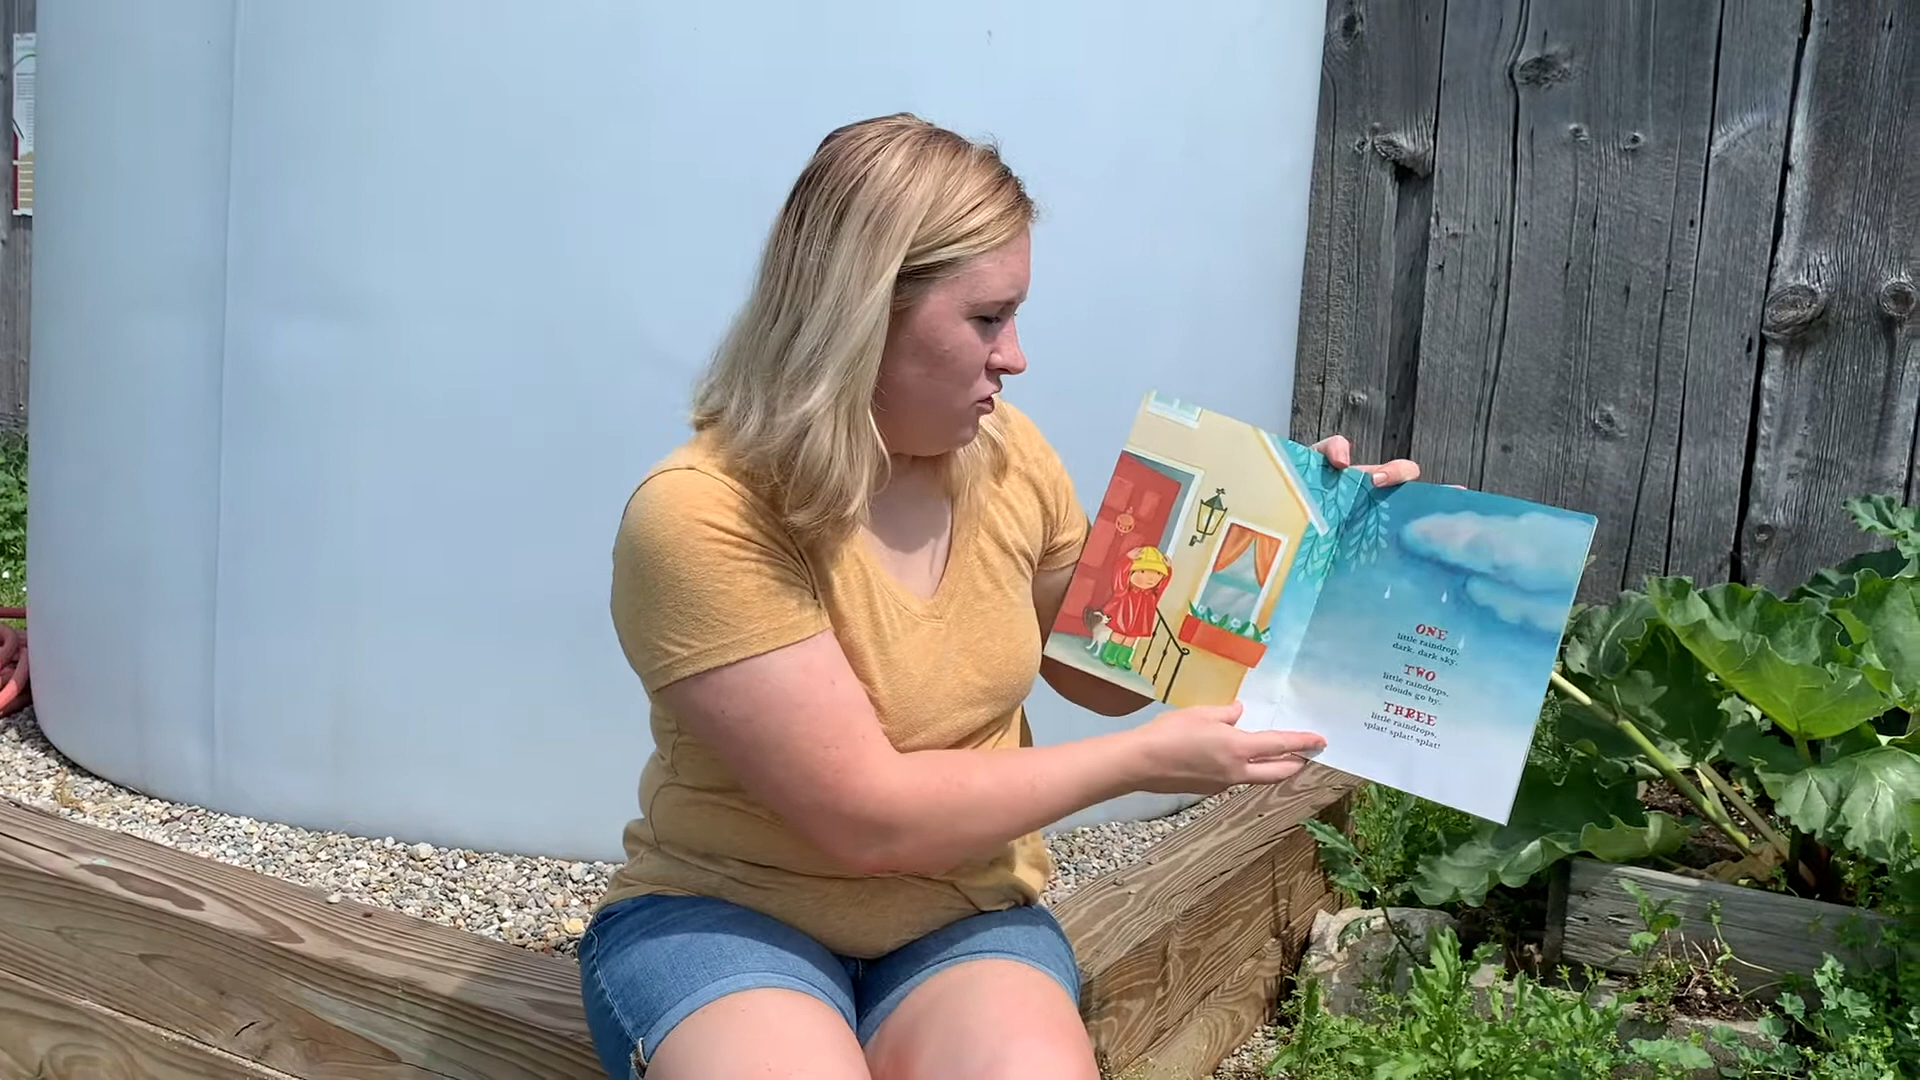 ONE
little raindrop,
dark, dark sky.
TWO
little raindrops,
clouds go by.
THREE
little raindrops,
splat! splat! splat!